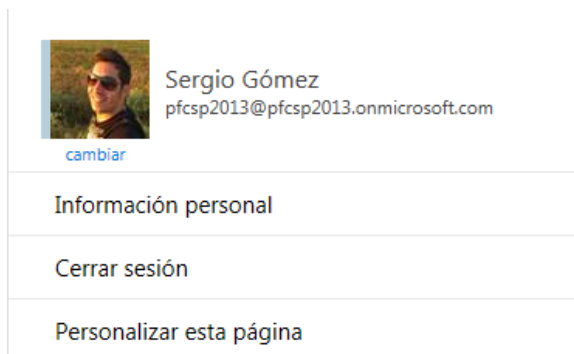 Sergio Gómez
pfcsp2013@pfcsp2013.onmicrosoft.com
cambiar
Información personal
Cerrar sesión
Personalizar esta página